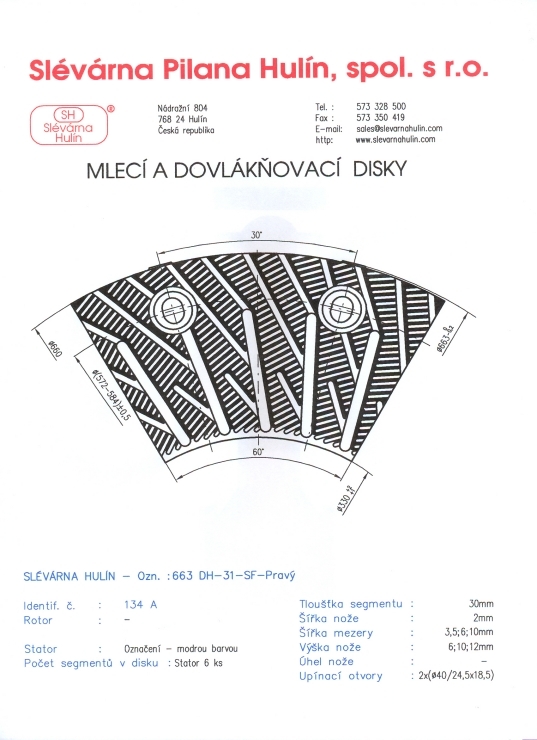 Slévárna Pilana Hulín, spol. s r.o.
SH
Slévárna
Hulín
®
Nádražní 804
768 24 Hulín
Česká republika
Tel. : 573 328 500
Fax : 573 350 419
E-mail: sales@slevarnahulin.com
http: www.slevarnahulin.com
MLECÍ A DOVLÁKŇOVACÍ DISKY
30°
ø660
ø(572-584)±0,5
ø663
60°
ø330
SLÉVÁRNA HULÍN - Ozn. :663 DH-31-SF-Pravý
Identif. č. : 134 A
Rotor : -
Stator : Označení - modrou barvou
Počet segmentů v disku : Stator 6 ks
Tloušťka segmentu : 30mm
Šířka nože : 2mm
Šířka mezery : 3,5;6;10mm
Výška nože : 6;10;12mm
Úhel nože : -
Upínací otvory : 2x(ø40/24,5x18,5)